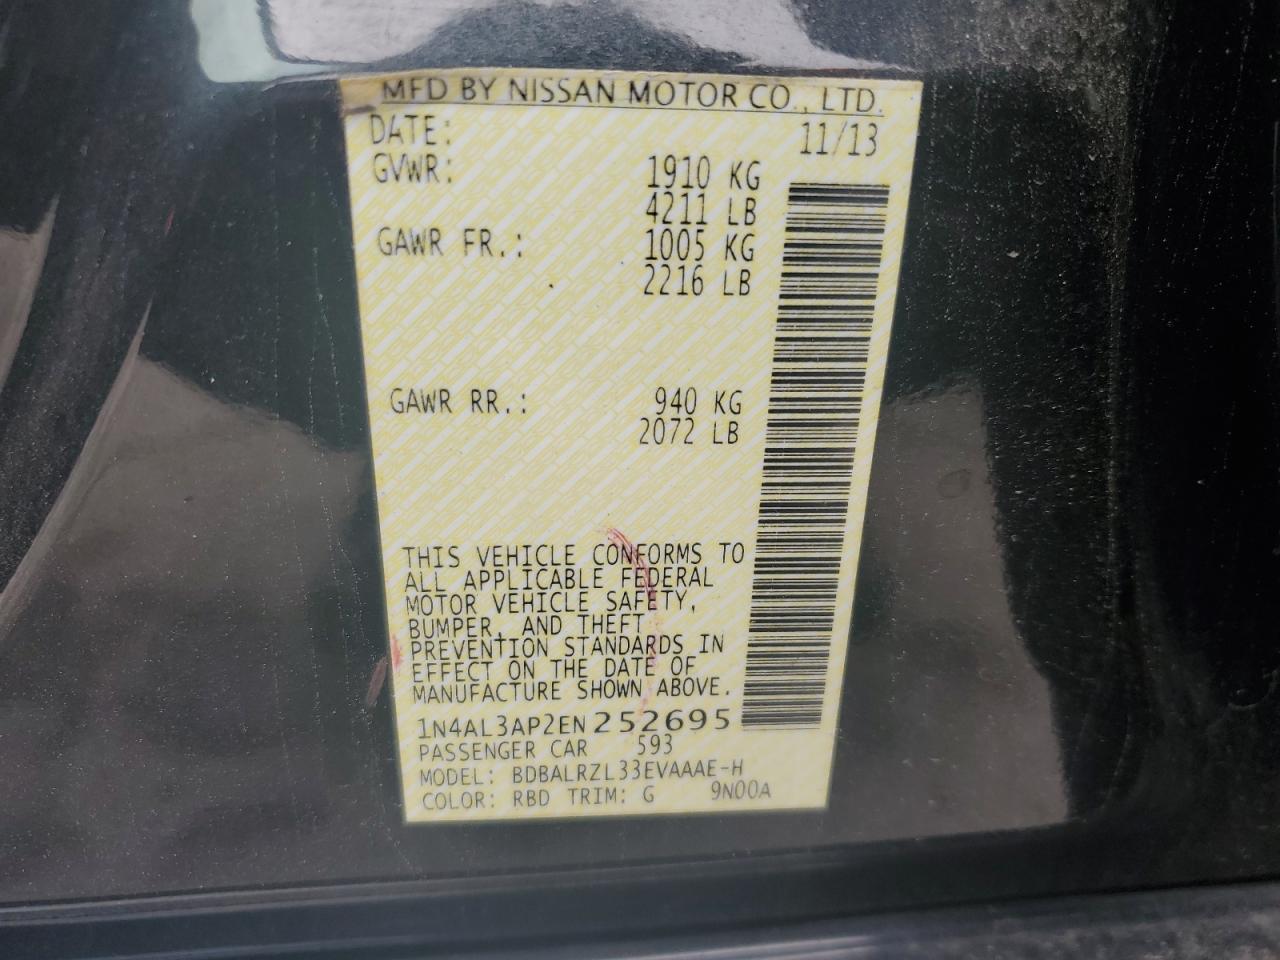 MFD BY NISSAN MOTOR CO., LTD.
DATE: 11/13
GVWR: 1910 KG
4211 LB
GAWR FR.: 1005 KG
2216 LB
GAWR RR.: 940 KG
2072 LB
THIS VEHICLE CONFORMS TO
ALL APPLICABLE FEDERAL
MOTOR VEHICLE SAFETY,
BUMPER, AND THEFT
PREVENTION STANDARDS IN
EFFECT ON THE DATE OF
MANUFACTURE SHOWN ABOVE.
1N4AL3AP2EN252695
PASSENGER CAR 593
MODEL: BDBALRZL33EVAAAE-H
COLOR: RBD TRIM: G 9N00A